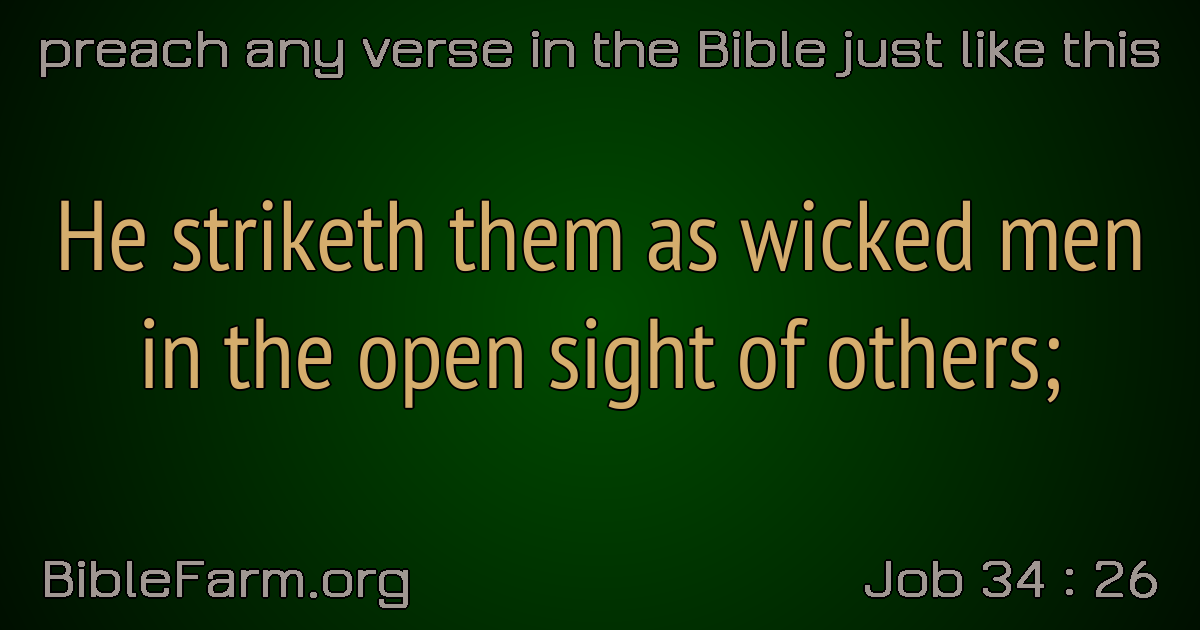 preach any verse in the Bible just like this
He striketh them as wicked men
in the open sight of others;
BibleFarm.org
Job 34 : 26